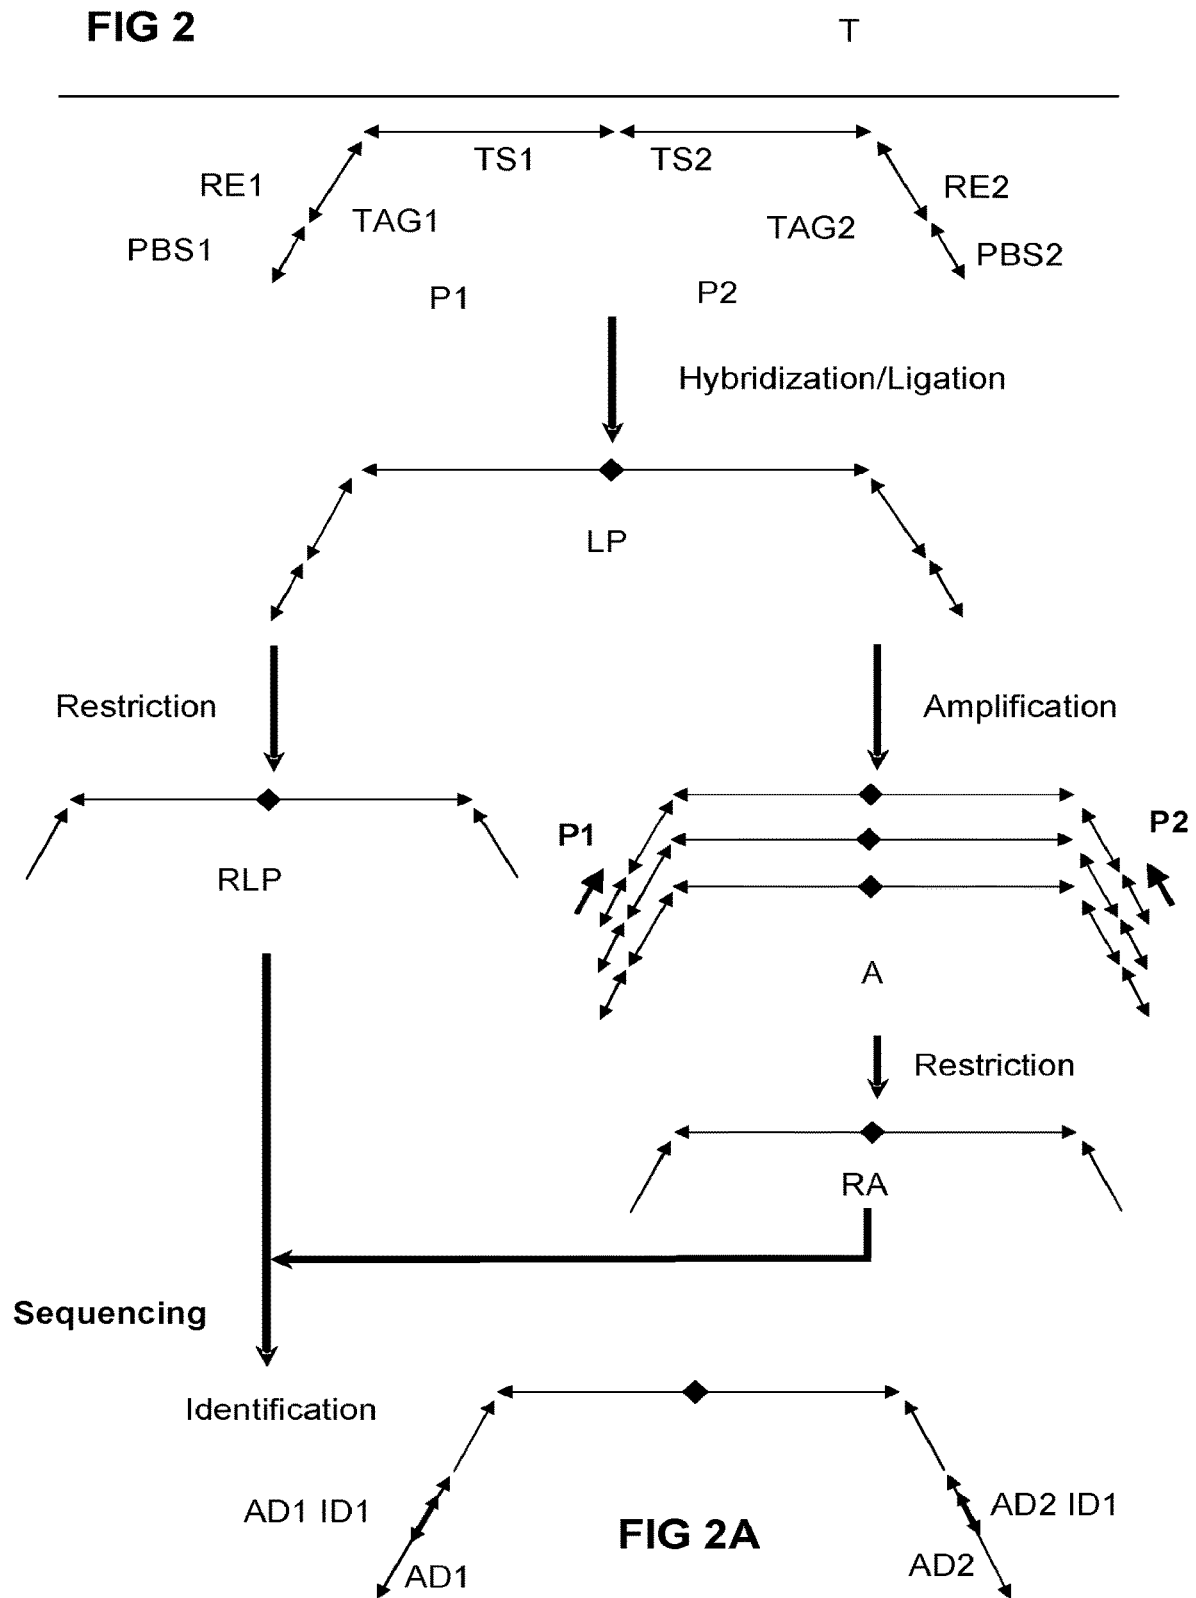 FIG 2
T
TS1
TS2
RE1
RE2
TAG1
TAG2
PBS1
PBS2
P1
P2
Hybridization/Ligation
LP
Restriction
Amplification
P1
P2
RLP
A
Restriction
RA
Sequencing
Identification
AD1 ID1
AD2 ID1
FIG 2A
AD1
AD2